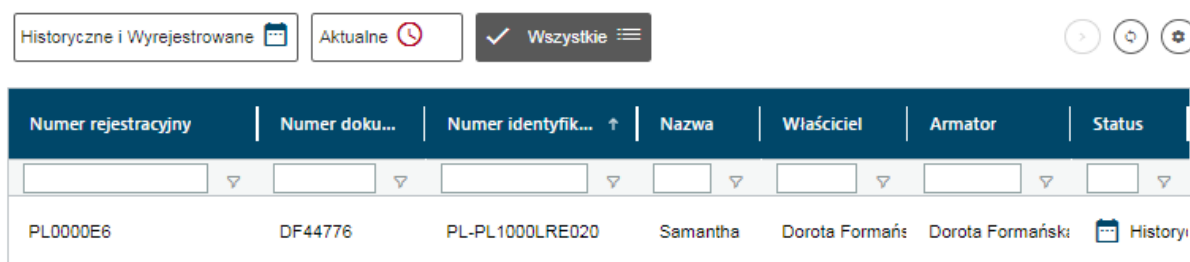 Historyczne i Wyrejestrowane Aktualne Wszystkie
Numer rejestracyjny Numer doku... Numer identyfik... Nazwa Właściciel Armator Status
PL0000E6 DF44776 PL-PL1000LRE020 Samantha Dorota Formańs Dorota Formańska History